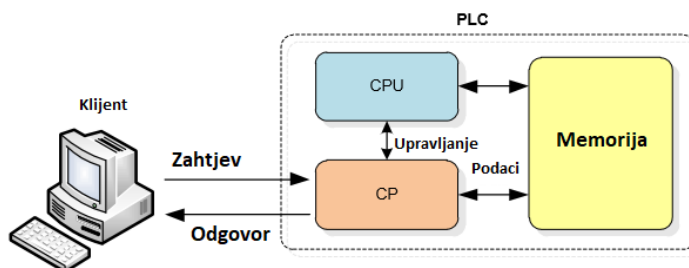 PLC
Klijent
CPU
Memorija
Upravljanje
Zahtjev
Podaci
CP
Odgovor